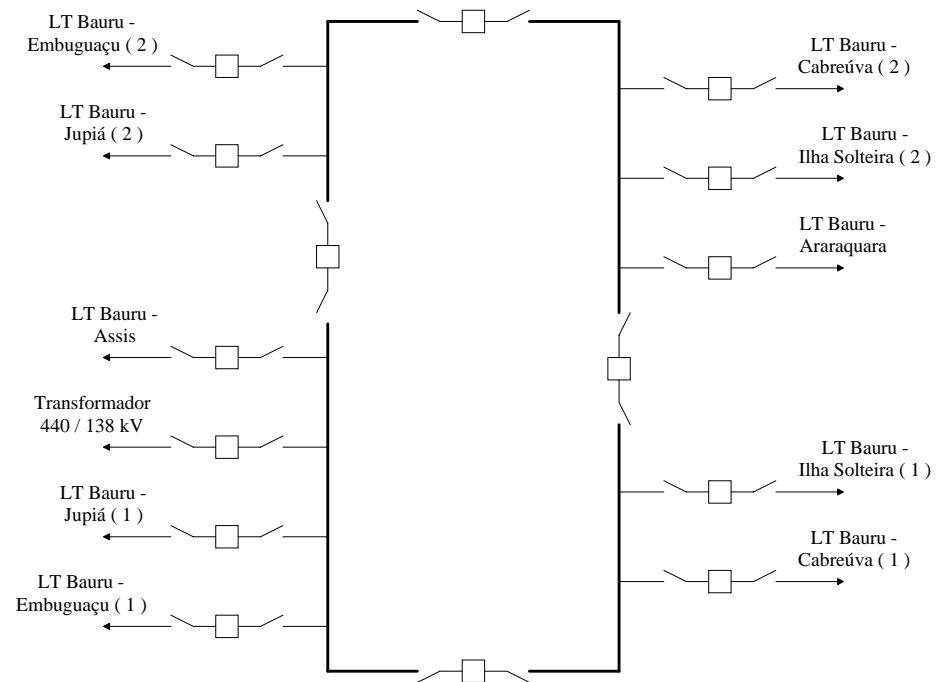 LT Bauru -
Embuguaçu ( 2 )
LT Bauru -
Jupiá ( 2 )
LT Bauru -
Assis
Transformador
440 / 138 kV
LT Bauru -
Jupiá ( 1 )
LT Bauru -
Embuguaçu ( 1 )
LT Bauru -
Cabreúva ( 2 )
LT Bauru -
Ilha Solteira ( 2 )
LT Bauru -
Araraquara
LT Bauru -
Ilha Solteira ( 1 )
LT Bauru -
Cabreúva ( 1 )